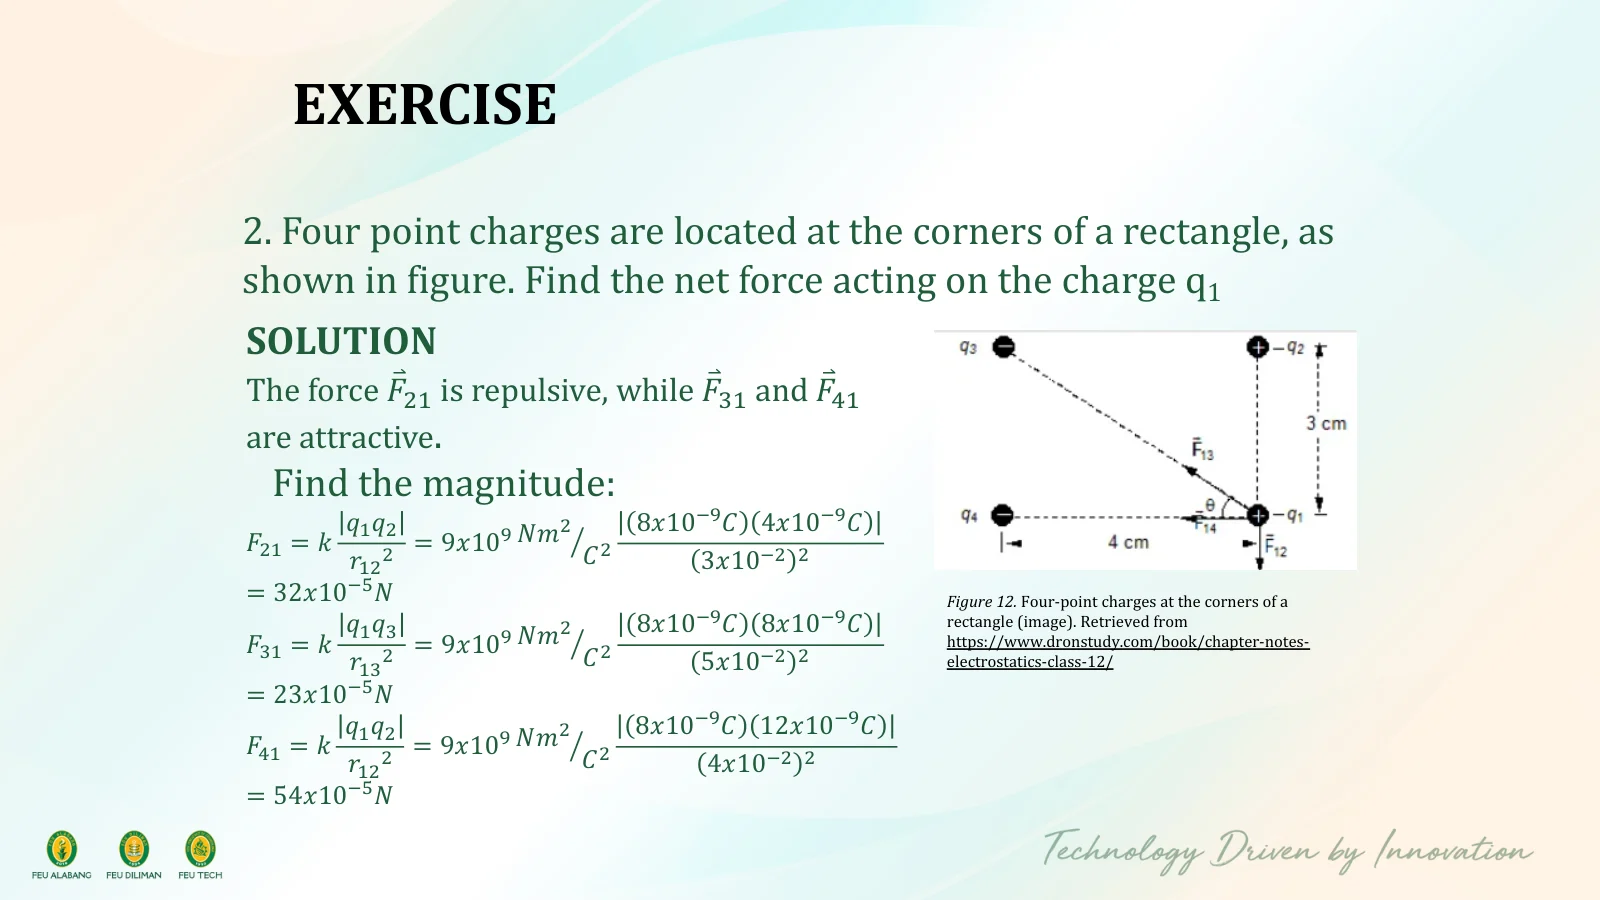 EXERCISE
2. Four point charges are located at the corners of a rectangle, as
shown in figure. Find the net force acting on the charge q₁
SOLUTION
The force F⃗₂₁ is repulsive, while F⃗₃₁ and F⃗₄₁
are attractive.
Find the magnitude:
F₂₁ = k |q₁q₂| / r₁₂² = 9x10⁹ Nm²/C² |(8x10⁻⁹C)(4x10⁻⁹C)| / (3x10⁻²)²
= 32x10⁻⁵N
F₃₁ = k |q₁q₃| / r₁₃² = 9x10⁹ Nm²/C² |(8x10⁻⁹C)(8x10⁻⁹C)| / (5x10⁻²)²
= 23x10⁻⁵N
F₄₁ = k |q₁q₂| / r₁₂² = 9x10⁹ Nm²/C² |(8x10⁻⁹C)(12x10⁻⁹C)| / (4x10⁻²)²
= 54x10⁻⁵N
q₃ − + −q₂
3 cm
F⃗₁₃
θ
q₄ − + −q₁
F⃗₁₄
4 cm
F⃗₁₂
Figure 12. Four-point charges at the corners of a
rectangle (image). Retrieved from
https://www.dronstudy.com/book/chapter-notes-
electrostatics-class-12/
FEU ALABANG FEU DILIMAN FEU TECH
Technology Driven by Innovation